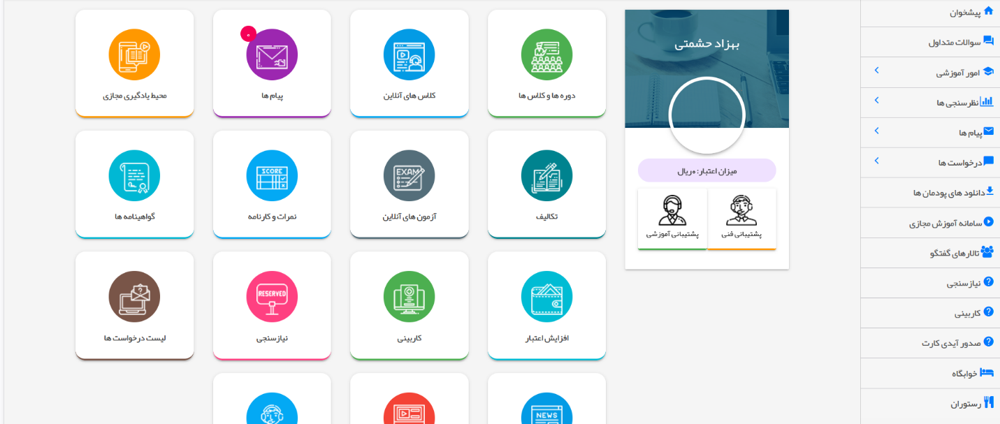 پیشخوان
سوالات متداول
امور آموزشی
نظرسنجی ها
پیام ها
درخواست ها
دانلود های پودمان ها
سامانه آموزش مجازی
تالارهای گفتگو
نیازسنجی
کاربینی
صدور آیدی کارت
خوابگاه
رستوران
بهزاد حشمتی
میزان اعتبار: ۰ ریال
پشتیبانی فنی
پشتیبانی آموزشی
دوره ها و کلاس ها
کلاس های آنلاین
۰
پیام ها
محیط یادگیری مجازی
تکالیف
EXAM
آزمون های آنلاین
SCORE
نمرات و کارنامه
گواهینامه ها
افزایش اعتبار
کاربینی
RESERVED
نیازسنجی
?
لیست درخواست ها
NEWS